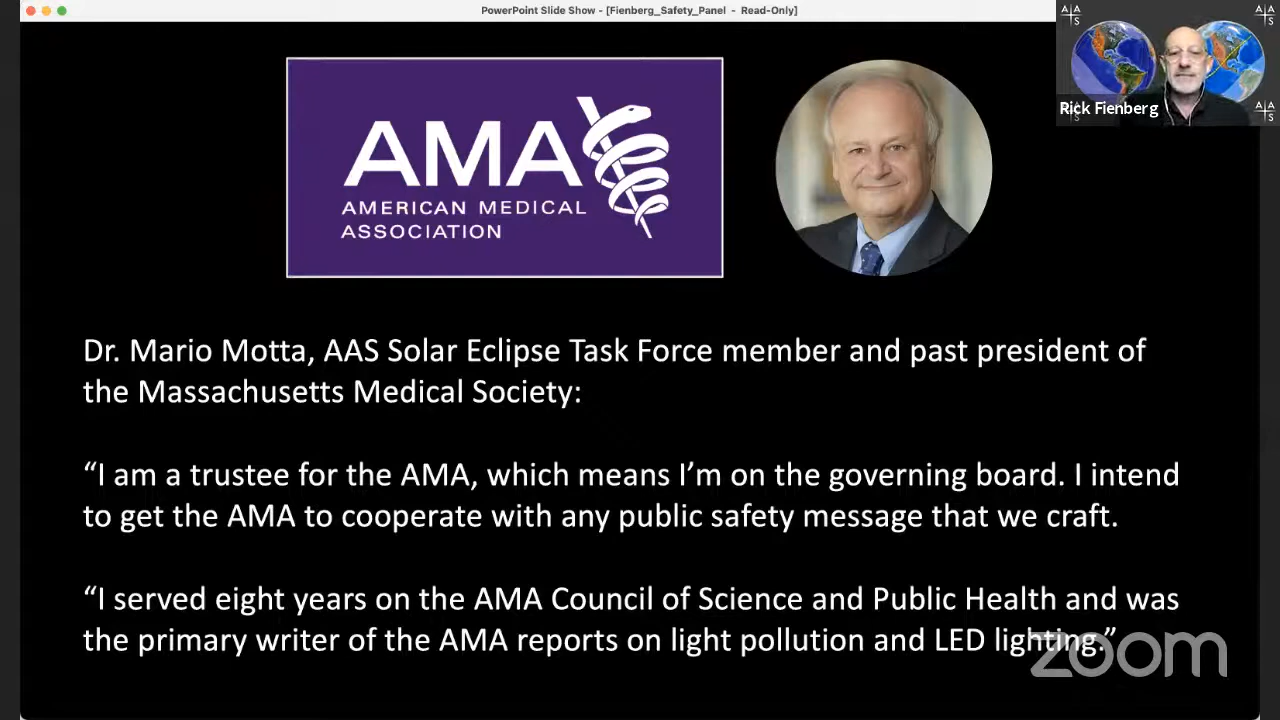 PowerPoint Slide Show - [Fienberg_Safety_Panel - Read-Only]
A A
S
A A
S
Rick Fienberg
A A
S
AMA
AMERICAN MEDICAL
ASSOCIATION
Dr. Mario Motta, AAS Solar Eclipse Task Force member and past president of
the Massachusetts Medical Society:
“I am a trustee for the AMA, which means I’m on the governing board. I intend
to get the AMA to cooperate with any public safety message that we craft.
“I served eight years on the AMA Council of Science and Public Health and was
the primary writer of the AMA reports on light pollution and LED lighting.”
zoom